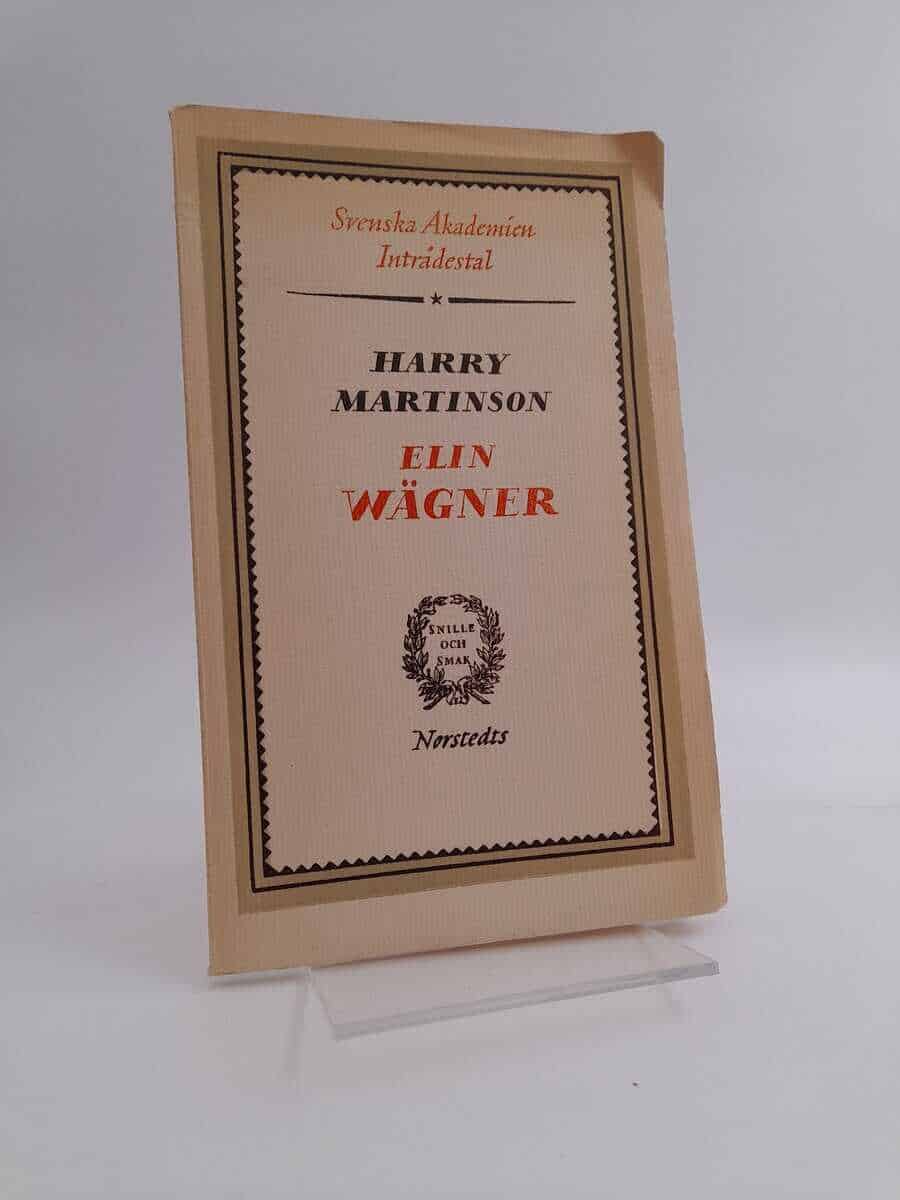 Svenska Akademien
Inträdestal
HARRY
MARTINSON
ELIN
WÄGNER
SNILLE
OCH
SMAK
Norstedts